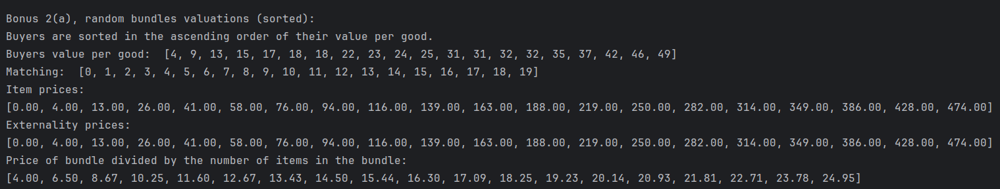 Bonus 2(a), random bundles valuations (sorted):
Buyers are sorted in the ascending order of their value per good.
Buyers value per good:  [4, 9, 13, 15, 17, 18, 18, 22, 23, 24, 25, 31, 31, 32, 32, 35, 37, 42, 46, 49]
Matching:  [0, 1, 2, 3, 4, 5, 6, 7, 8, 9, 10, 11, 12, 13, 14, 15, 16, 17, 18, 19]
Item prices:
[0.00, 4.00, 13.00, 26.00, 41.00, 58.00, 76.00, 94.00, 116.00, 139.00, 163.00, 188.00, 219.00, 250.00, 282.00, 314.00, 349.00, 386.00, 428.00, 474.00]
Externality prices:
[0.00, 4.00, 13.00, 26.00, 41.00, 58.00, 76.00, 94.00, 116.00, 139.00, 163.00, 188.00, 219.00, 250.00, 282.00, 314.00, 349.00, 386.00, 428.00, 474.00]
Price of bundle divided by the number of items in the bundle:
[4.00, 6.50, 8.67, 10.25, 11.60, 12.67, 13.43, 14.50, 15.44, 16.30, 17.09, 18.25, 19.23, 20.14, 20.93, 21.81, 22.71, 23.78, 24.95]